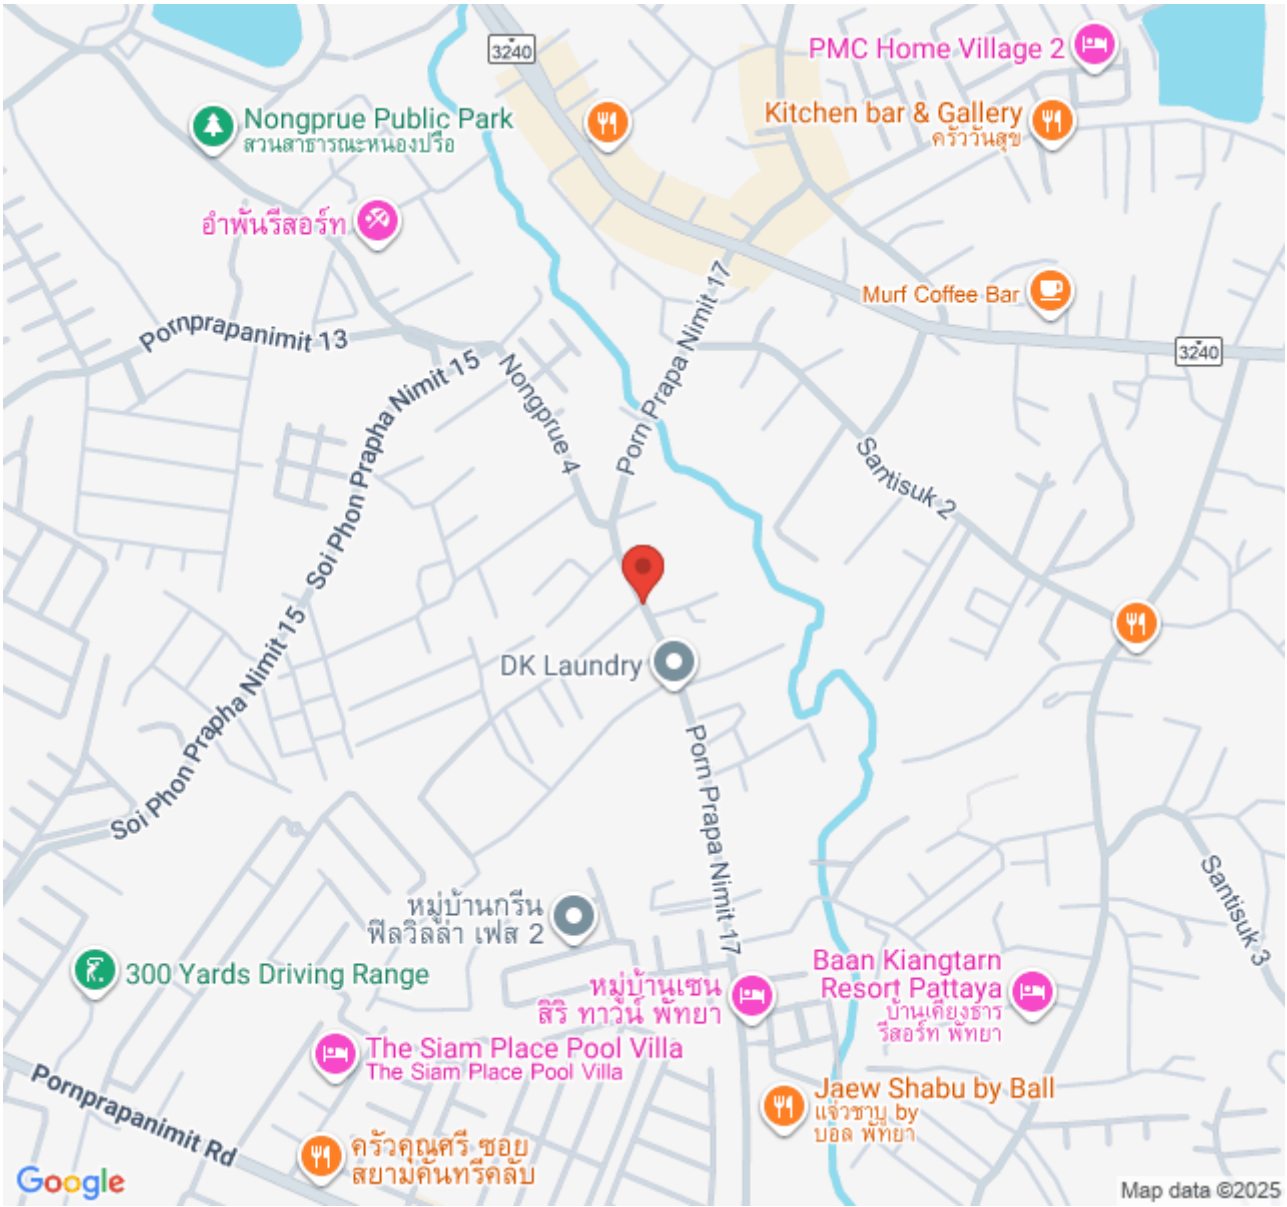 3240
PMC Home Village 2
Nongprue Public Park
สวนสาธารณะหนองปรือ
Kitchen bar & Gallery
ครัววันสุข
อำพันรีสอร์ท
Murf Coffee Bar
Pornprapanimit 13
Porn Prapa Nimit 17
3240
Soi Phon Prapha Nimit 15
Nongprue 4
Santisuk 2
Soi Phon Prapha Nimit 15
DK Laundry
Porn Prapa Nimit 17
Santisuk 3
หมู่บ้านกรีน
ฟิลวิลล่า เฟส 2
300 Yards Driving Range
หมู่บ้านเซน
สิริ ทาวน์ พัทยา
Baan Kiangtarn
Resort Pattaya
บ้านเคียงธาร
รีสอร์ท พัทยา
The Siam Place Pool Villa
The Siam Place Pool Villa
Pornprapanimit Rd
Jaew Shabu by Ball
แจ่วชาบู by
บอล พัทยา
ครัวคุณศรี ซอย
สยามคันทรีคลับ
Google
Map data ©2025